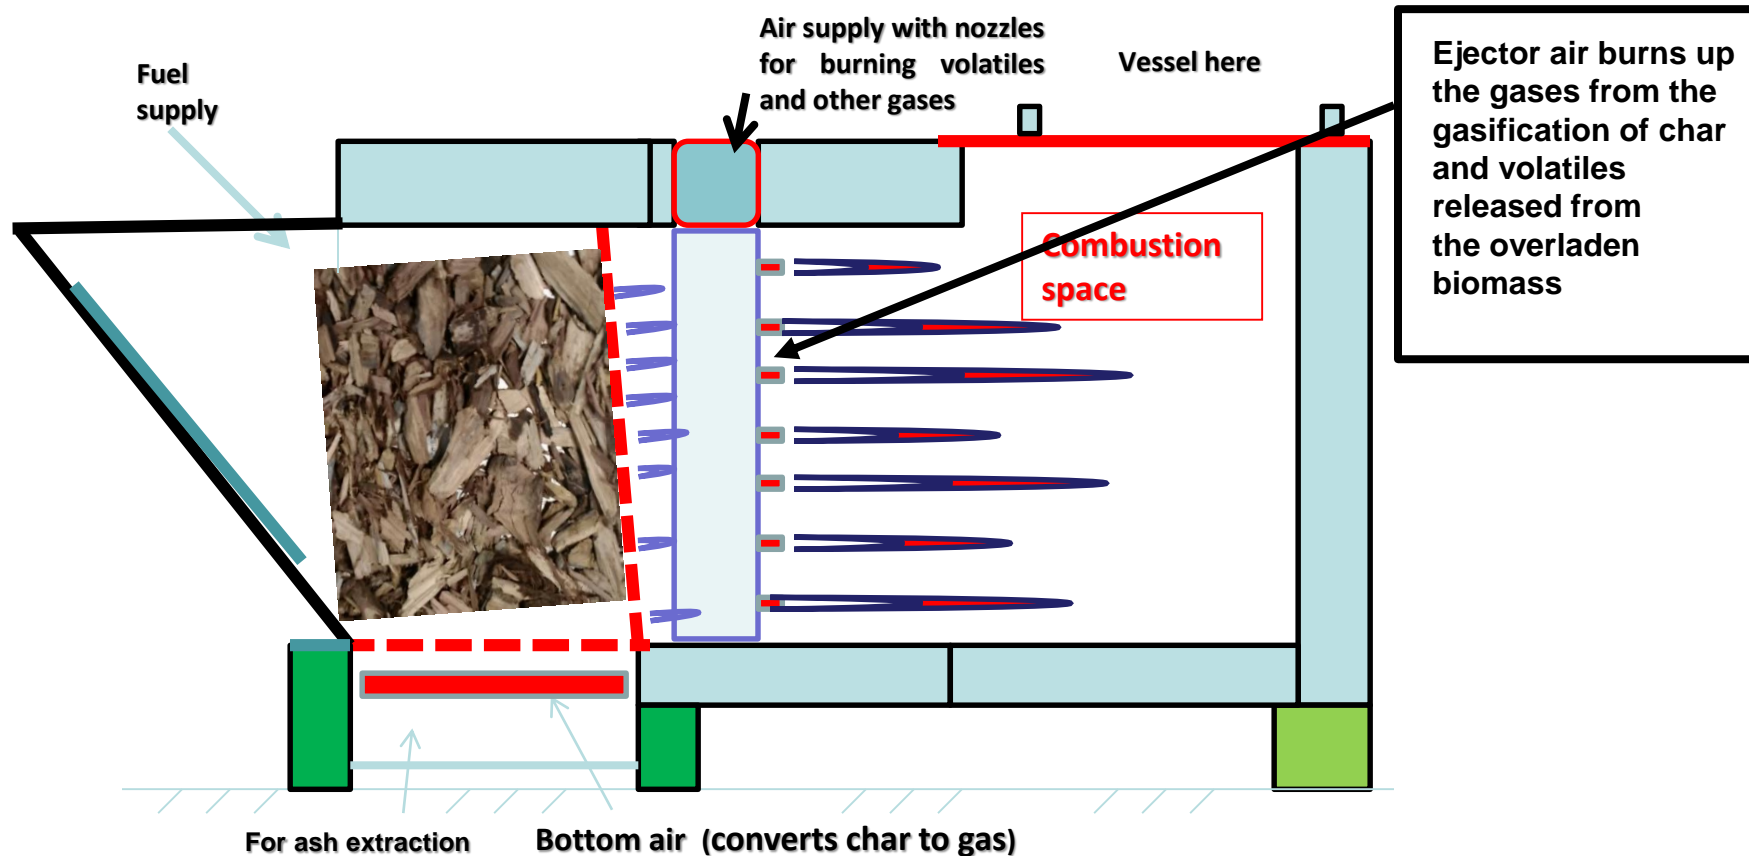 Fuel
supply
Air supply with nozzles
for burning volatiles
and other gases
Vessel here
Ejector air burns up
the gases from the
gasification of char
and volatiles
released from
the overladen
biomass
Combustion
space
For ash extraction
Bottom air (converts char to gas)